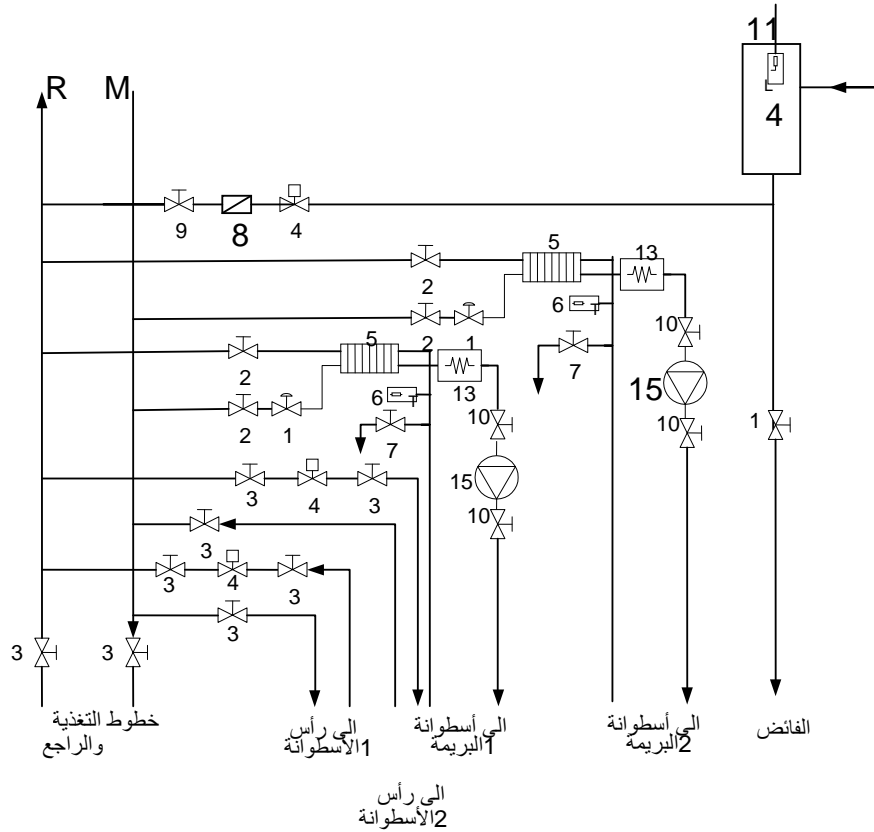 11
R M
4
9 8 4
5
13
2
6
10
2 2 1
5
7
15
2
13
6
10
10
1
2 1
7
3 4 3
15
10
3
3 4 3
3
3 3
خطوط التغذية
والراجع
الى رأس
الأسطوانة1
الى أسطوانة
البريمة1
الى أسطوانة
البريمة2
الفائض
الى رأس
الأسطوانة2